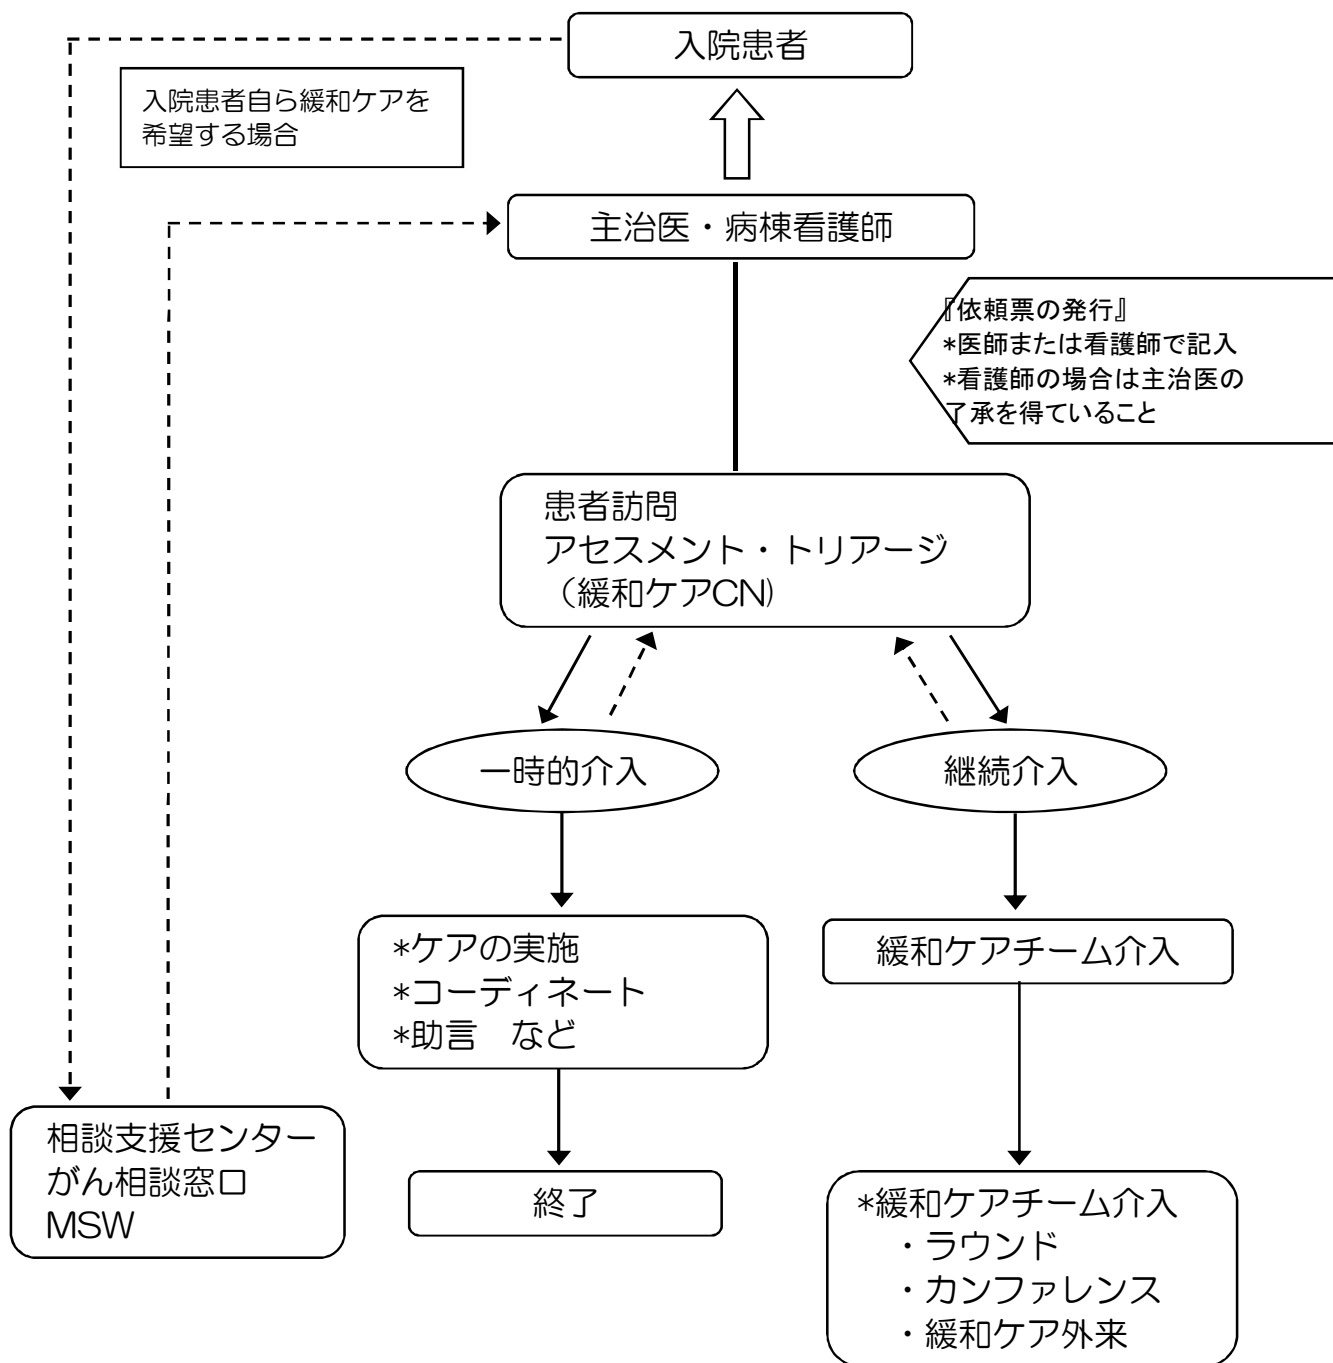 入院患者
入院患者自ら緩和ケアを
希望する場合
主治医・病棟看護師
『依頼票の発行』
*医師または看護師で記入
*看護師の場合は主治医の
了承を得ていること
患者訪問
アセスメント・トリアージ
（緩和ケアCN)
一時的介入
継続介入
*ケアの実施
*コーディネート
*助言　など
緩和ケアチーム介入
相談支援センター
がん相談窓口
MSW
終了
*緩和ケアチーム介入
・ラウンド
・カンファレンス
・緩和ケア外来